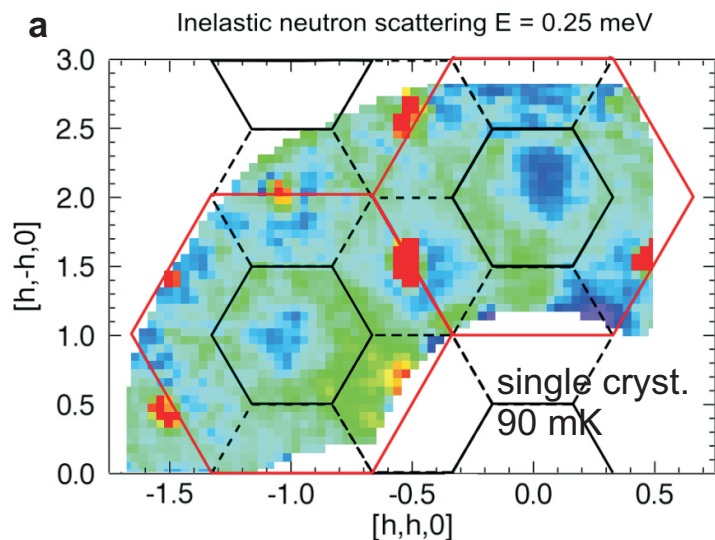 a
Inelastic neutron scattering E = 0.25 meV
3.0
2.5
2.0
1.5
1.0
0.5
0.0
[h,-h,0]
single cryst.
90 mK
-1.5
-1.0
-0.5
0.0
0.5
[h,h,0]